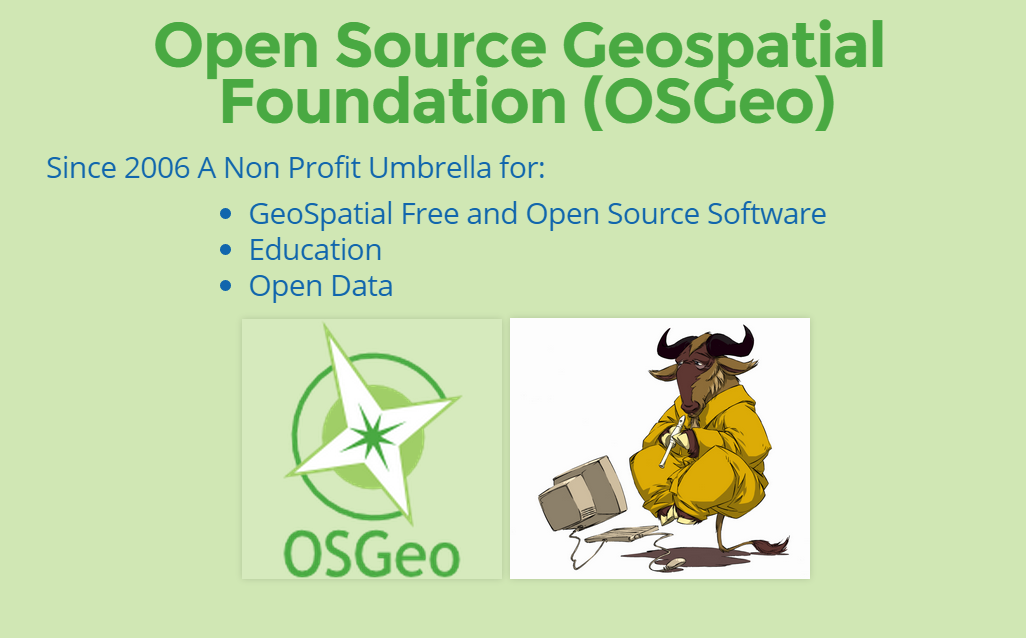 Open Source Geospatial
Foundation (OSGeo)
Since 2006 A Non Profit Umbrella for:
GeoSpatial Free and Open Source Software
Education
Open Data
OSGeo